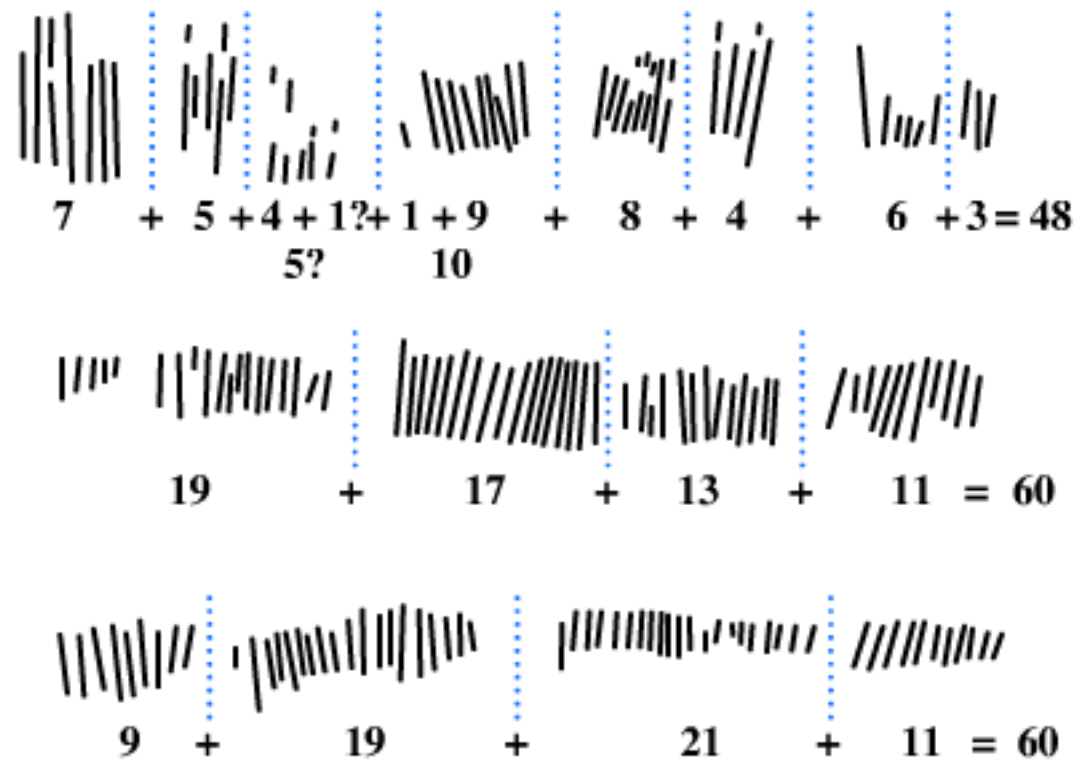 7 + 5 + 4 + 1?+ 1 + 9 + 8 + 4 + 6 + 3 = 48
5? 10
19 + 17 + 13 + 11 = 60
9 + 19 + 21 + 11 = 60